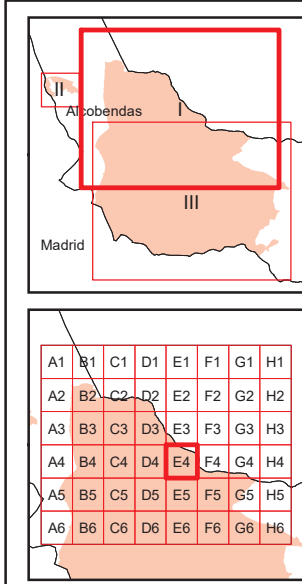 II
Alcobendas
I
III
Madrid
A1 B1 C1 D1 E1 F1 G1 H1
A2 B2 C2 D2 E2 F2 G2 H2
A3 B3 C3 D3 E3 F3 G3 H3
A4 B4 C4 D4 E4 F4 G4 H4
A5 B5 C5 D5 E5 F5 G5 H5
A6 B6 C6 D6 E6 F6 G6 H6